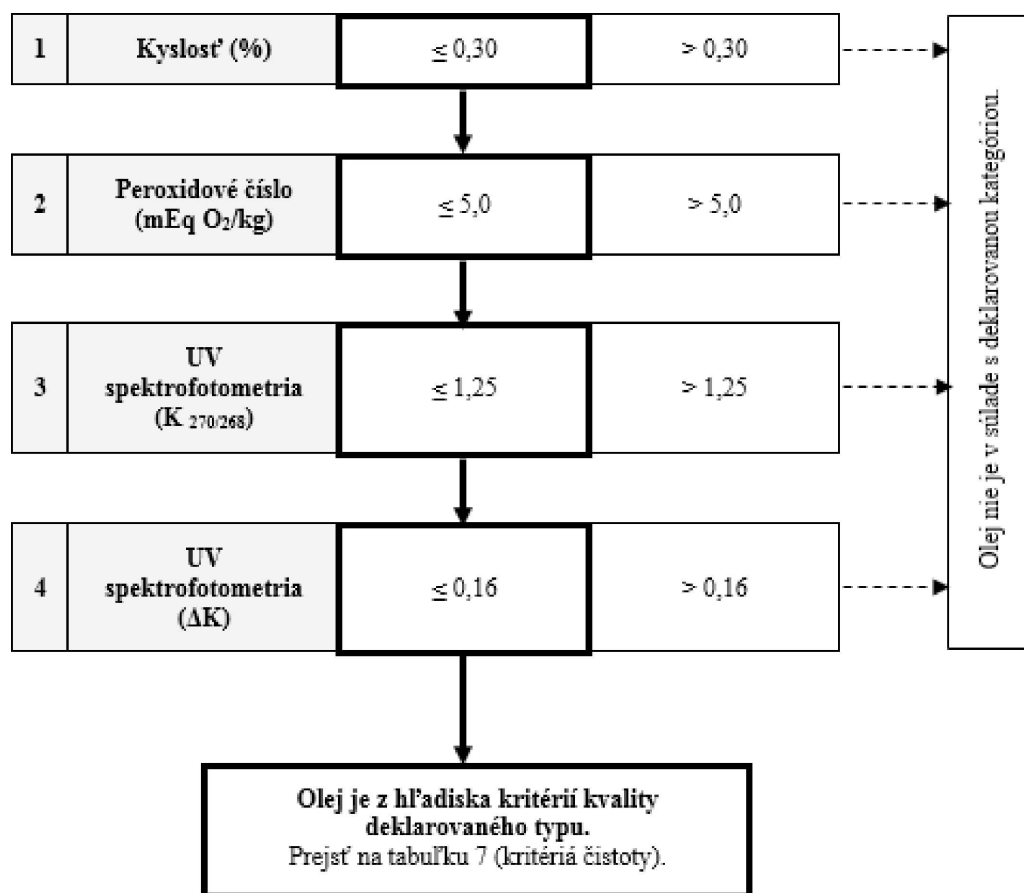 1 Kyslosť (%) ≤ 0,30 > 0,30
2 Peroxidové číslo
(mEq O₂/kg) ≤ 5,0 > 5,0
3 UV
spektrofotometria
(K 270/268) ≤ 1,25 > 1,25
4 UV
spektrofotometria
(ΔK) ≤ 0,16 > 0,16
Olej nie je v súlade s deklarovanou kategóriou.
Olej je z hľadiska kritérií kvality
deklarovaného typu.
Prejsť na tabuľku 7 (kritériá čistoty).